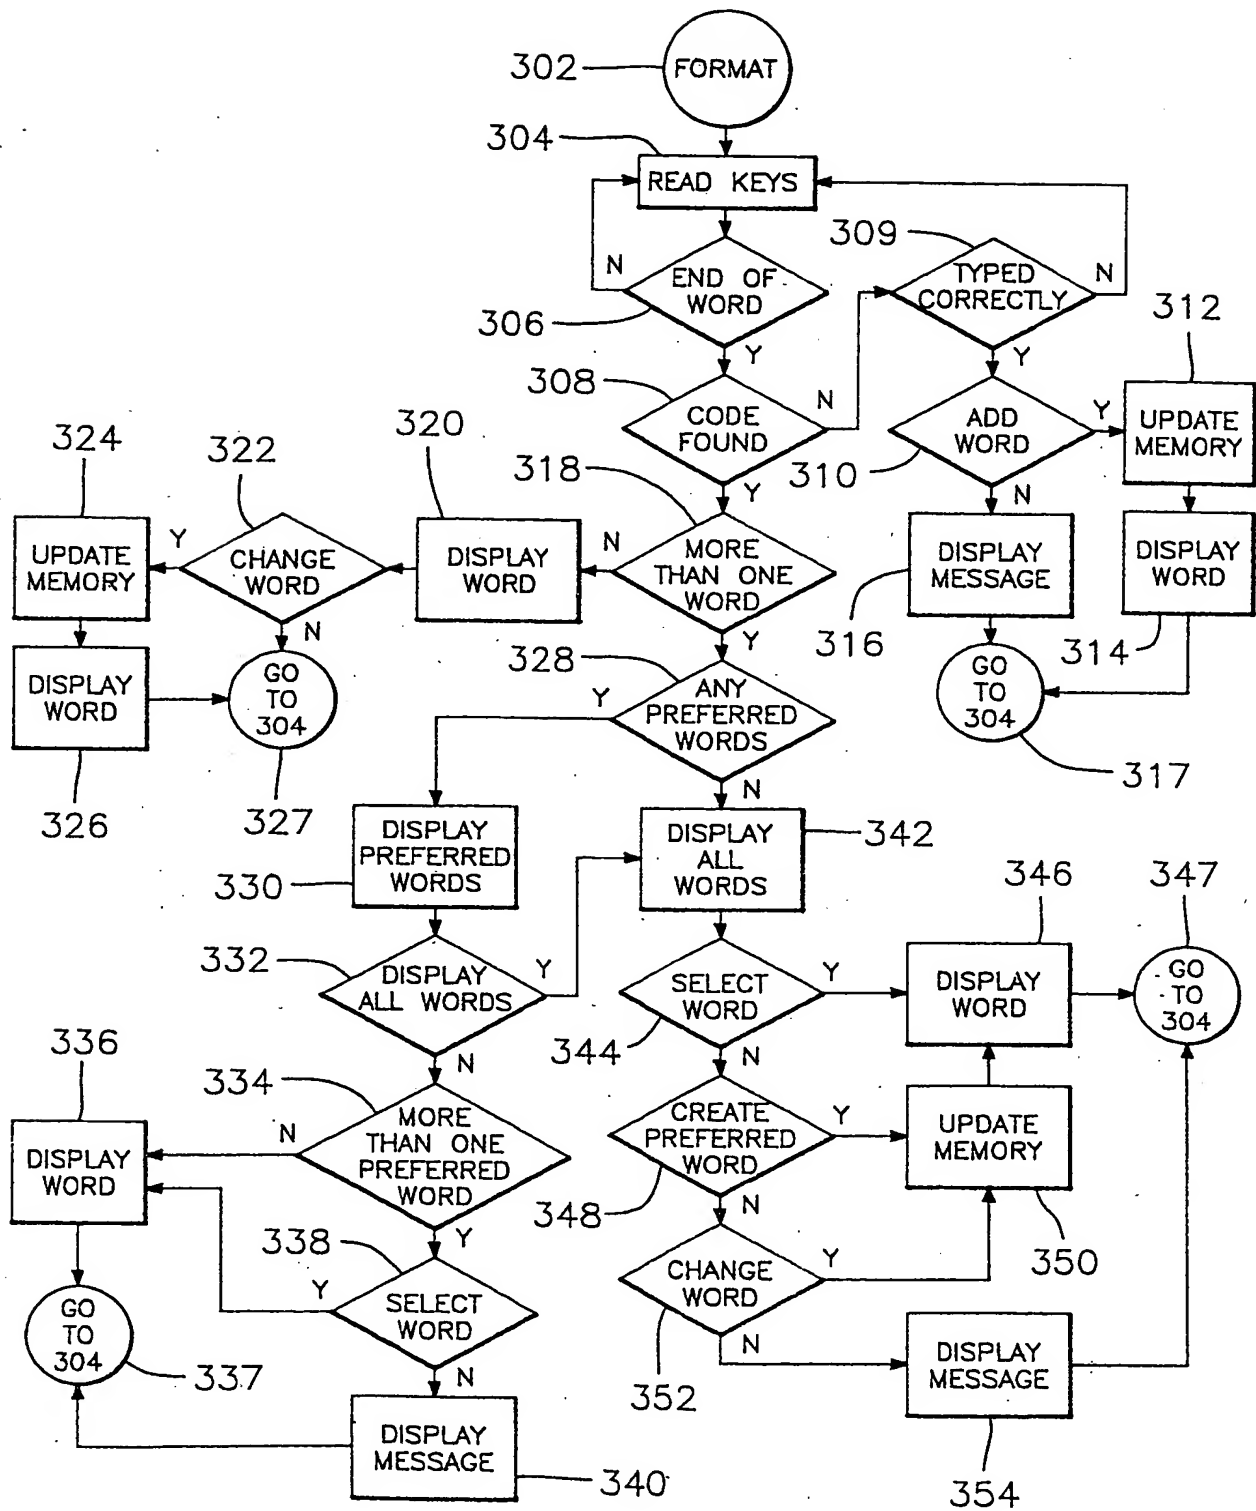 302
FORMAT
304
READ KEYS
309
N
END OF
WORD
TYPED
CORRECTLY
N
306
Y
Y
312
308
CODE
FOUND
N
ADD
WORD
Y
UPDATE
MEMORY
310
324
322
320
318
Y
N
UPDATE
MEMORY
Y
CHANGE
WORD
DISPLAY
WORD
N
MORE
THAN ONE
WORD
DISPLAY
MESSAGE
DISPLAY
WORD
N
Y
316
314
328
DISPLAY
WORD
GO
TO
304
Y
ANY
PREFERRED
WORDS
GO
TO
304
326
327
N
317
DISPLAY
PREFERRED
WORDS
330
DISPLAY
ALL
WORDS
342
346
347
332
DISPLAY
ALL WORDS
Y
SELECT
WORD
Y
DISPLAY
WORD
GO
TO
304
344
N
N
336
334
MORE
THAN ONE
PREFERRED
WORD
N
CREATE
PREFERRED
WORD
Y
UPDATE
MEMORY
DISPLAY
WORD
348
N
350
Y
338
Y
SELECT
WORD
CHANGE
WORD
Y
GO
TO
304
337
N
352
N
DISPLAY
MESSAGE
DISPLAY
MESSAGE
340
354